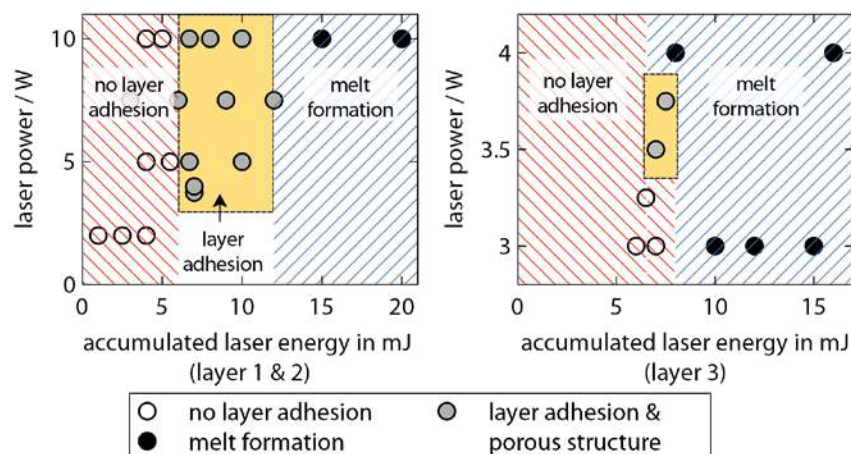 10
5
0
laser power / W
no layer
adhesion
melt
formation
layer
adhesion
0
5
10
15
20
accumulated laser energy in mJ
(layer 1 & 2)
4
3.5
3
laser power / W
no layer
adhesion
melt
formation
0
5
10
15
accumulated laser energy in mJ
(layer 3)
no layer adhesion
melt formation
layer adhesion &
porous structure